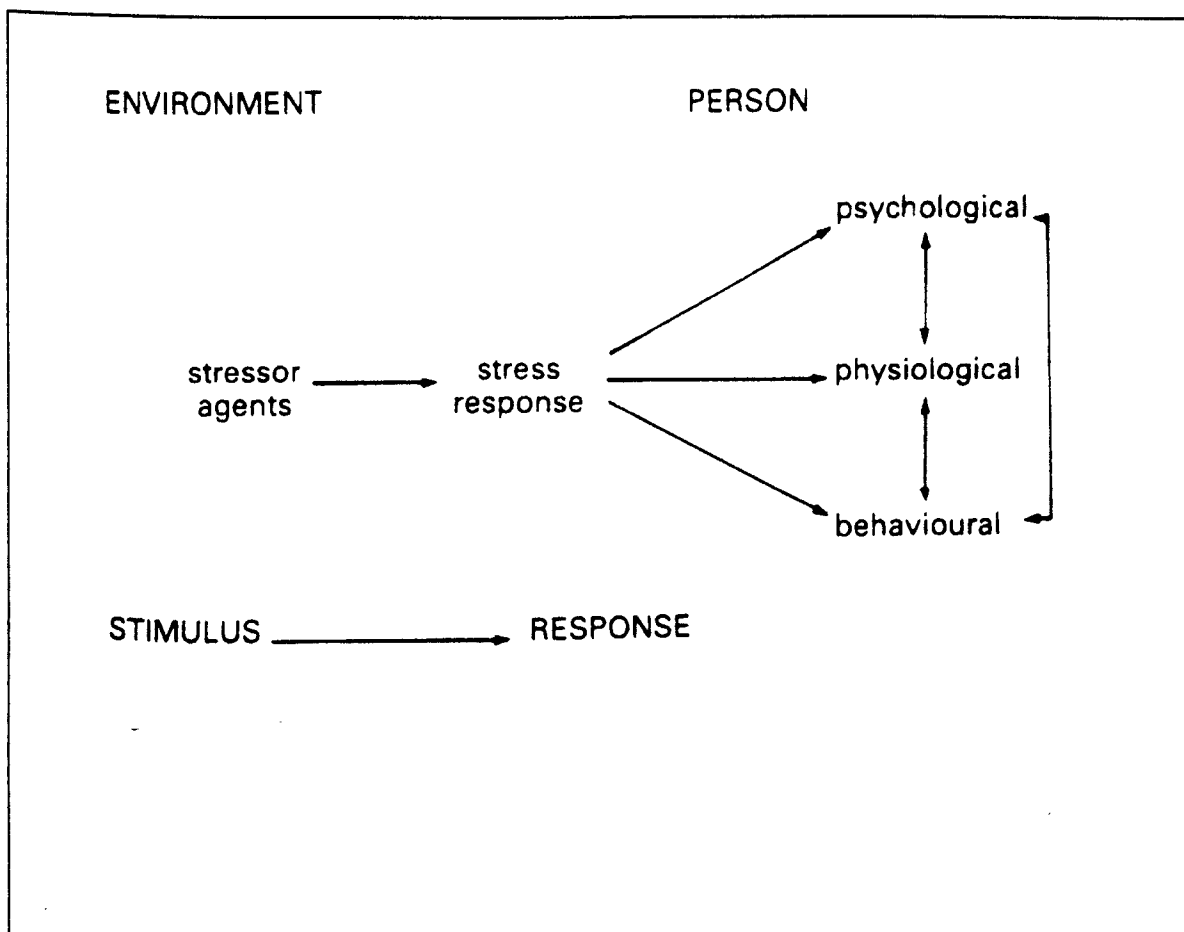 ENVIRONMENT
PERSON
psychological
stressor
agents
stress
response
physiological
behavioural
STIMULUS
RESPONSE